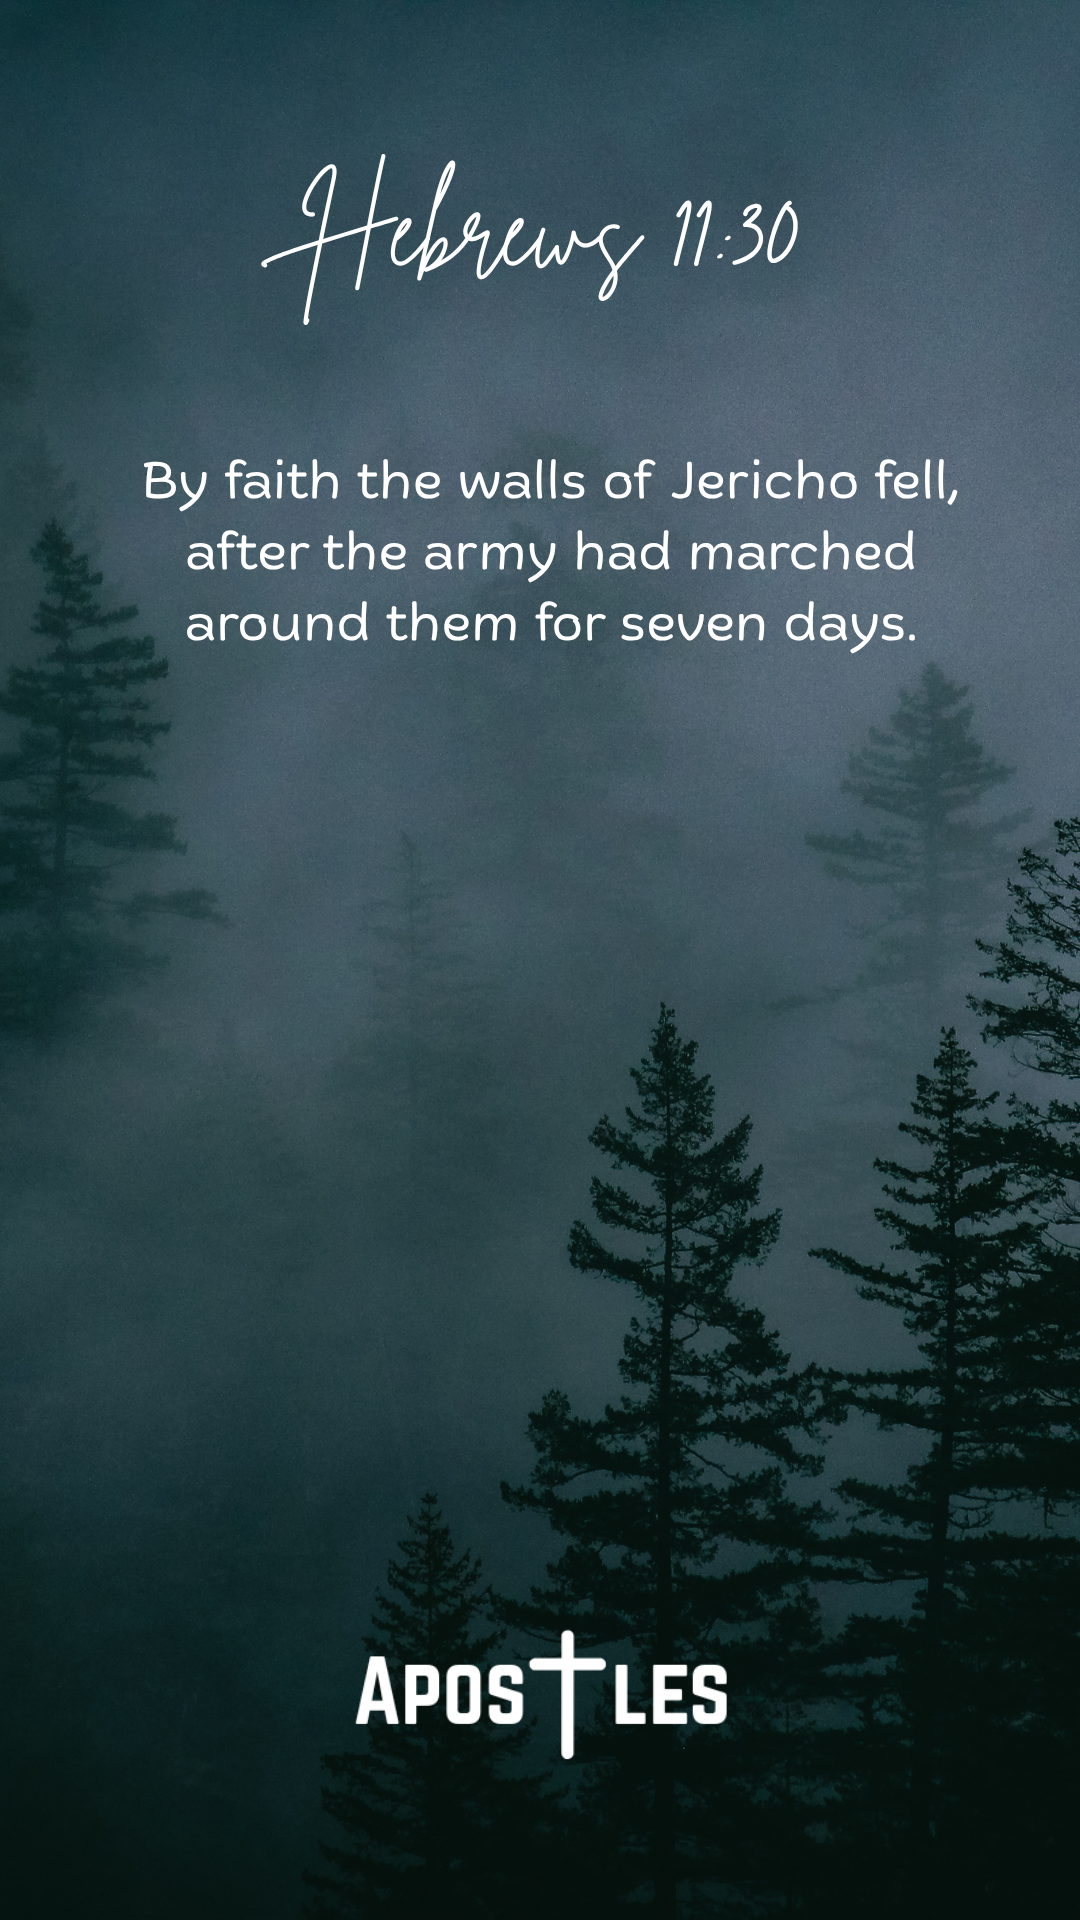 Hebrews 11:30
By faith the walls of Jericho fell,
after the army had marched
around them for seven days.
Apostles